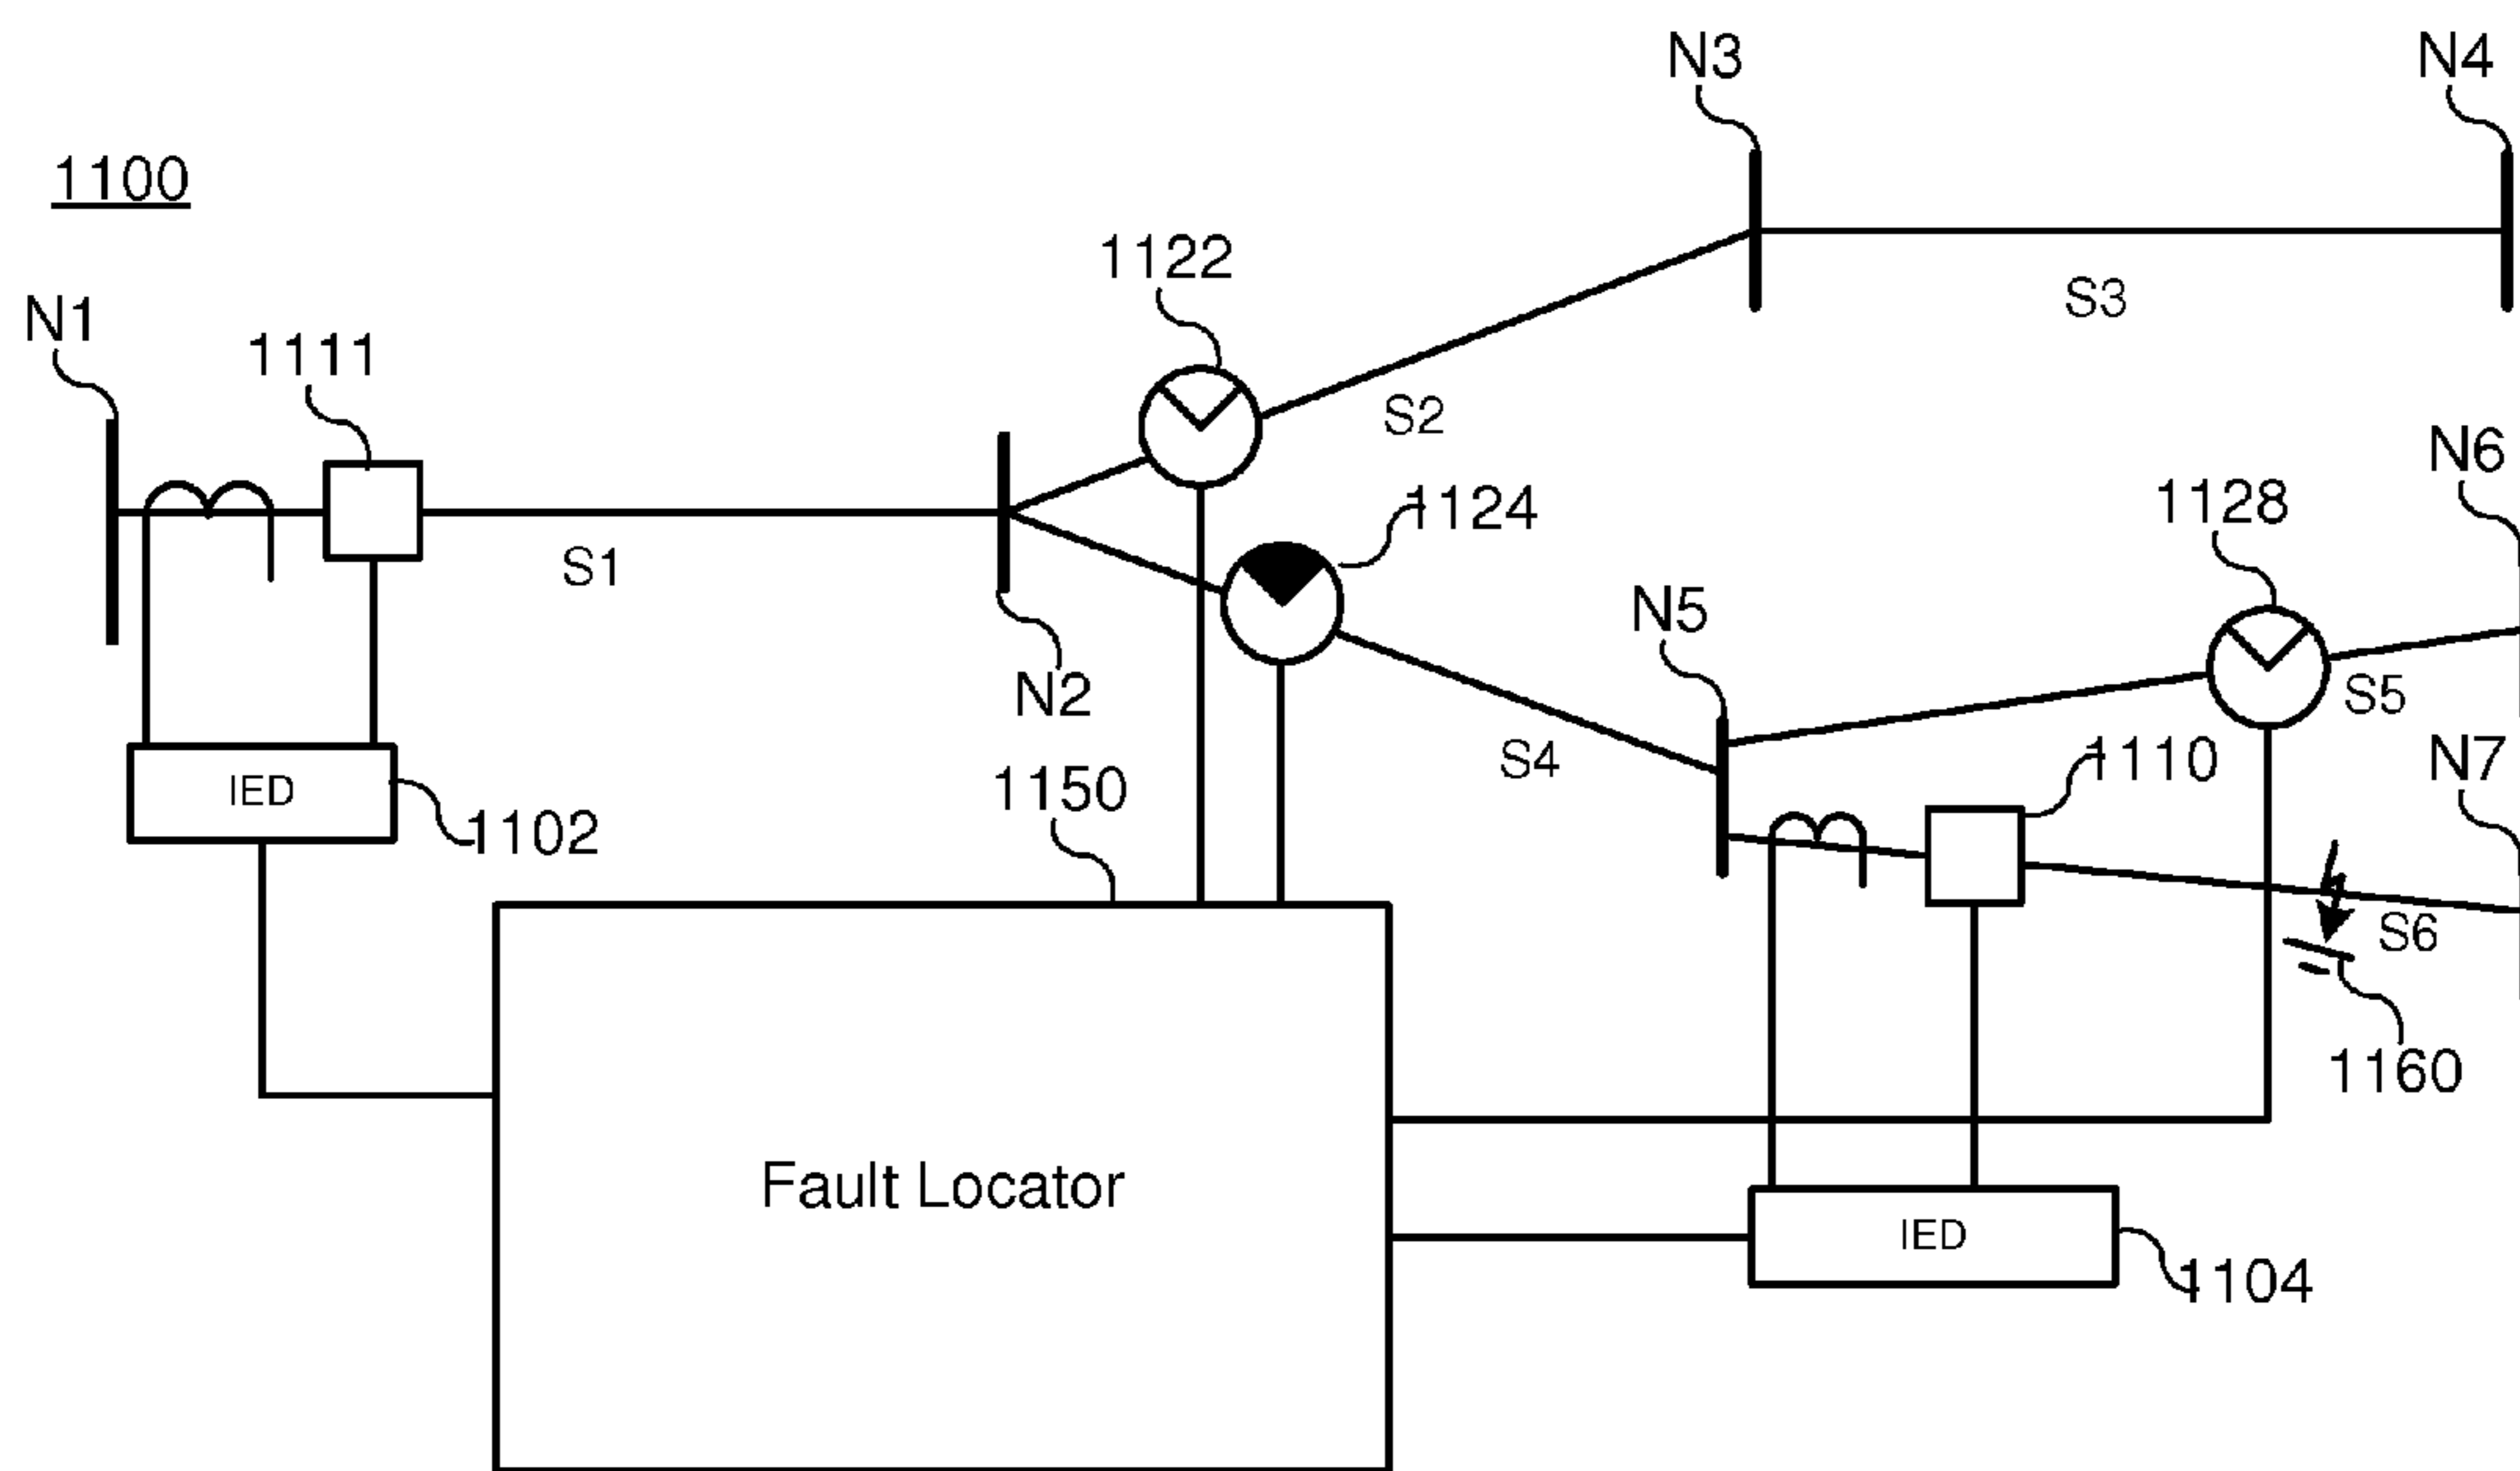 N3
N4
1100
1122
N1
1111
S3
S2
N6
1124
1128
S1
N5
N2
S5
S4
1110
N7
1150
IED
1102
S6
1160
Fault Locator
IED
1104